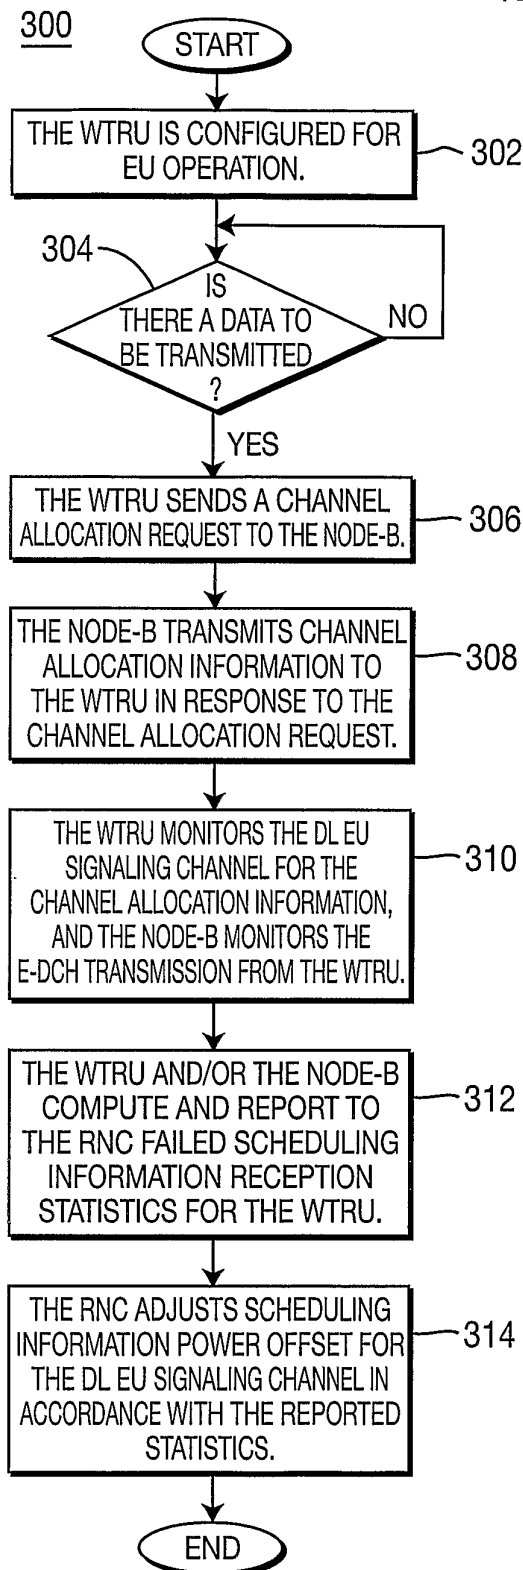 300
START
THE WTRU IS CONFIGURED FOR
EU OPERATION.
302
304
IS
THERE A DATA TO
BE TRANSMITTED
?
NO
YES
THE WTRU SENDS A CHANNEL
ALLOCATION REQUEST TO THE NODE-B.
306
THE NODE-B TRANSMITS CHANNEL
ALLOCATION INFORMATION TO
THE WTRU IN RESPONSE TO THE
CHANNEL ALLOCATION REQUEST.
308
THE WTRU MONITORS THE DL EU
SIGNALING CHANNEL FOR THE
CHANNEL ALLOCATION INFORMATION,
AND THE NODE-B MONITORS THE
E-DCH TRANSMISSION FROM THE WTRU.
310
THE WTRU AND/OR THE NODE-B
COMPUTE AND REPORT TO
THE RNC FAILED SCHEDULING
INFORMATION RECEPTION
STATISTICS FOR THE WTRU.
312
THE RNC ADJUSTS SCHEDULING
INFORMATION POWER OFFSET FOR
THE DL EU SIGNALING CHANNEL IN
ACCORDANCE WITH THE REPORTED
STATISTICS.
314
END